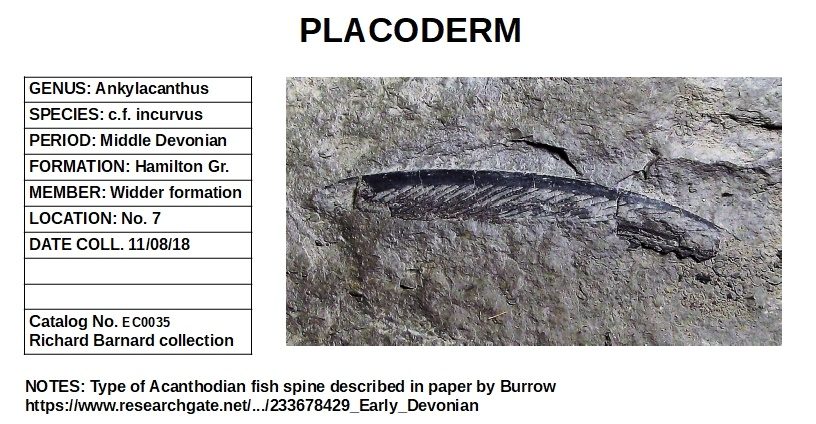 PLACODERM
GENUS: Ankylacanthus
SPECIES: c.f. incurvus
PERIOD: Middle Devonian
FORMATION: Hamilton Gr.
MEMBER: Widder formation
LOCATION: No. 7
DATE COLL. 11/08/18
Catalog No. EC0035
Richard Barnard collection
NOTES: Type of Acanthodian fish spine described in paper by Burrow
https://www.researchgate.net/.../233678429_Early_Devonian